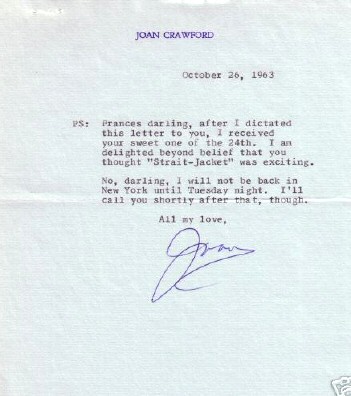 JOAN CRAWFORD
October 26, 1963
PS: Frances darling, after I dictated
this letter to you, I received
your sweet one of the 24th. I am
delighted beyond belief that you
thought "Strait-Jacket" was exciting.
No, darling, I will not be back in
New York until Tuesday night. I'll
call you shortly after that, though.
All my love,
Joan